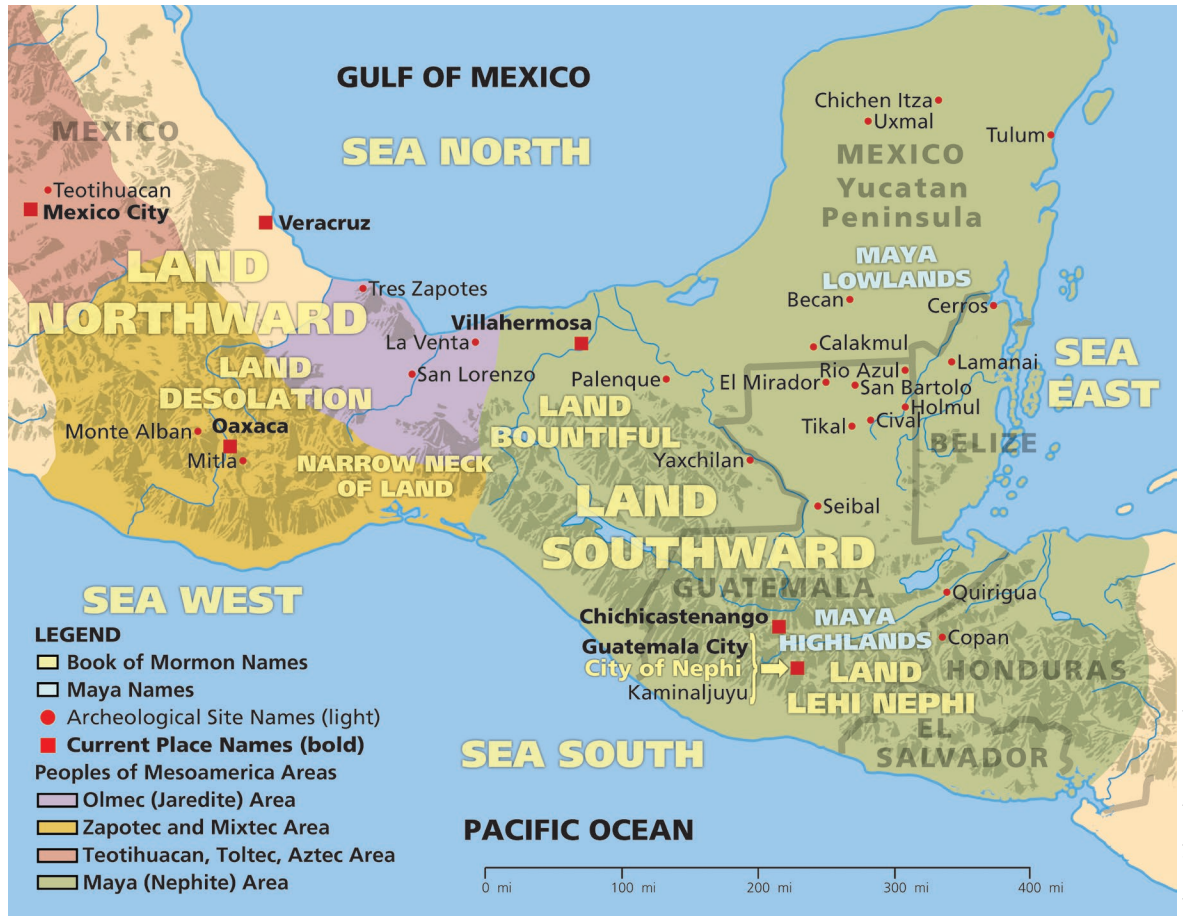 GULF OF MEXICO
SEA NORTH
MEXICO
Chichen Itza
Uxmal
Tulum
MEXICO
Yucatan
Peninsula
Teotihuacan
Mexico City
Veracruz
LAND
NORTHWARD
MAYA
LOWLANDS
Tres Zapotes
Becan
Cerros
Villahermosa
La Venta
Calakmul
SEA
EAST
LAND
DESOLATION
San Lorenzo
Palenque
El Mirador
Rio Azul
Lamanai
San Bartolo
Holmul
LAND
BOUNTIFUL
Monte Alban
Oaxaca
Tikal
Cival
BELIZE
Mitla
NARROW NECK
OF LAND
Yaxchilan
LAND
SOUTHWARD
Seibal
GUATEMALA
SEA WEST
Quirigua
Chichicastenango
MAYA
HIGHLANDS
Copan
Guatemala City
City of Nephi
Kaminaljuyu
LAND
LEHI NEPHI
HONDURAS
EL
SALVADOR
SEA SOUTH
PACIFIC OCEAN
LEGEND
Book of Mormon Names
Maya Names
Archeological Site Names (light)
Current Place Names (bold)
Peoples of Mesoamerica Areas
Olmec (Jaredite) Area
Zapotec and Mixtec Area
Teotihuacan, Toltec, Aztec Area
Maya (Nephite) Area
0 mi 100 mi 200 mi 300 mi 400 mi